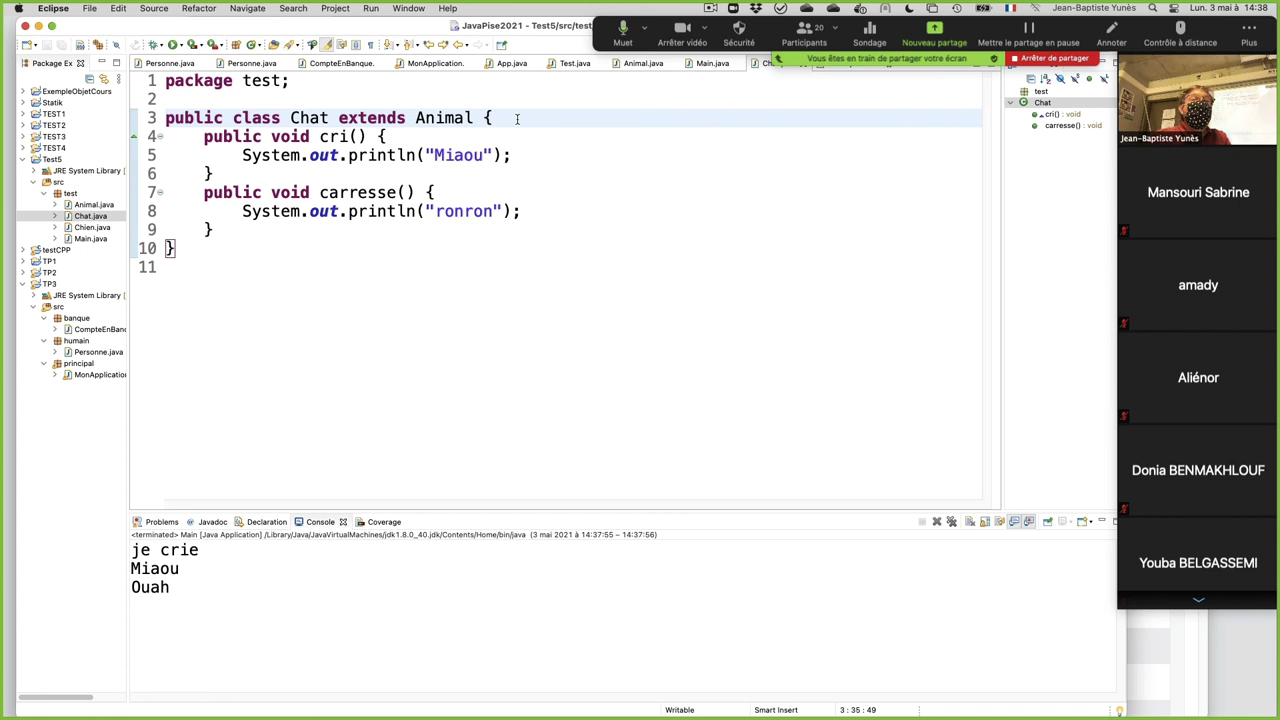 Eclipse File Edit Source Refactor Navigate Search Project Run Window Help Jean-Baptiste Yunès Lun. 3 mai à 14:38
JavaPise2021 - Test5/src/tes
Muet Arrêter vidéo Sécurité Participants 20 Sondage Nouveau partage Mettre le partage en pause Annoter Contrôle à distance Plus
Vous êtes en train de partager votre écran Arrêter de partager
Package Ex
Personne.java Personne.java CompteEnBanque. MonApplication. App.java Test.java Animal.java Main.java
ExempleObjetCours
Statik
TEST1
TEST2
TEST3
TEST4
Test5
JRE System Library [
src
test
Animal.java
Chat.java
Chien.java
Main.java
testCPP
TP1
TP2
TP3
JRE System Library [
src
banque
CompteEnBanq
humain
Personne.java
principal
MonApplication
1 package test;
2
3 public class Chat extends Animal {
4 public void cri() {
5 System.out.println("Miaou");
6 }
7 public void carresse() {
8 System.out.println("ronron");
9 }
10 }
11
test
Chat
cri() : void
carresse() : void
Jean-Baptiste Yunès
Mansouri Sabrine
amady
Aliénor
Donia BENMAKHLOUF
Youba BELGASSEMI
Problems Javadoc Declaration Console Coverage
<terminated> Main [Java Application] /Library/Java/JavaVirtualMachines/jdk1.8.0_40.jdk/Contents/Home/bin/java (3 mai 2021 à 14:37:55 – 14:37:56)
je crie
Miaou
Ouah
Writable Smart Insert 3 : 35 : 49